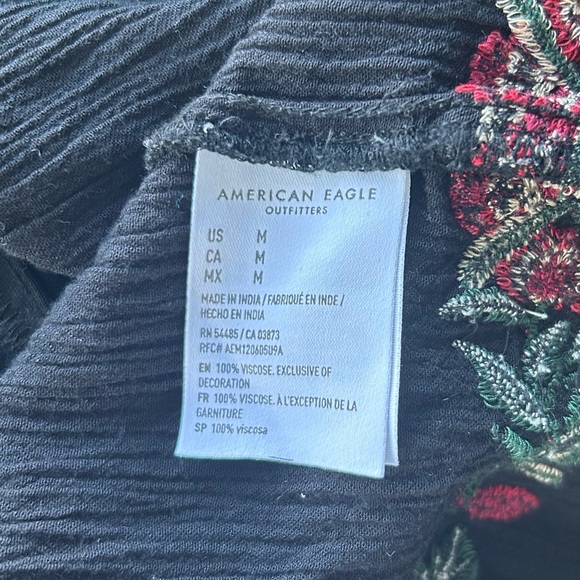 AMERICAN EAGLE
OUTFITTERS
US M
CA M
MX M
MADE IN INDIA / FABRIQUÉ EN INDE /
HECHO EN INDIA
RN 54485 / CA 03873
RFC# AEM120605U9A
EN 100% VISCOSE. EXCLUSIVE OF
DECORATION
FR 100% VISCOSE. À L'EXCEPTION DE LA
GARNITURE
SP 100% viscosa